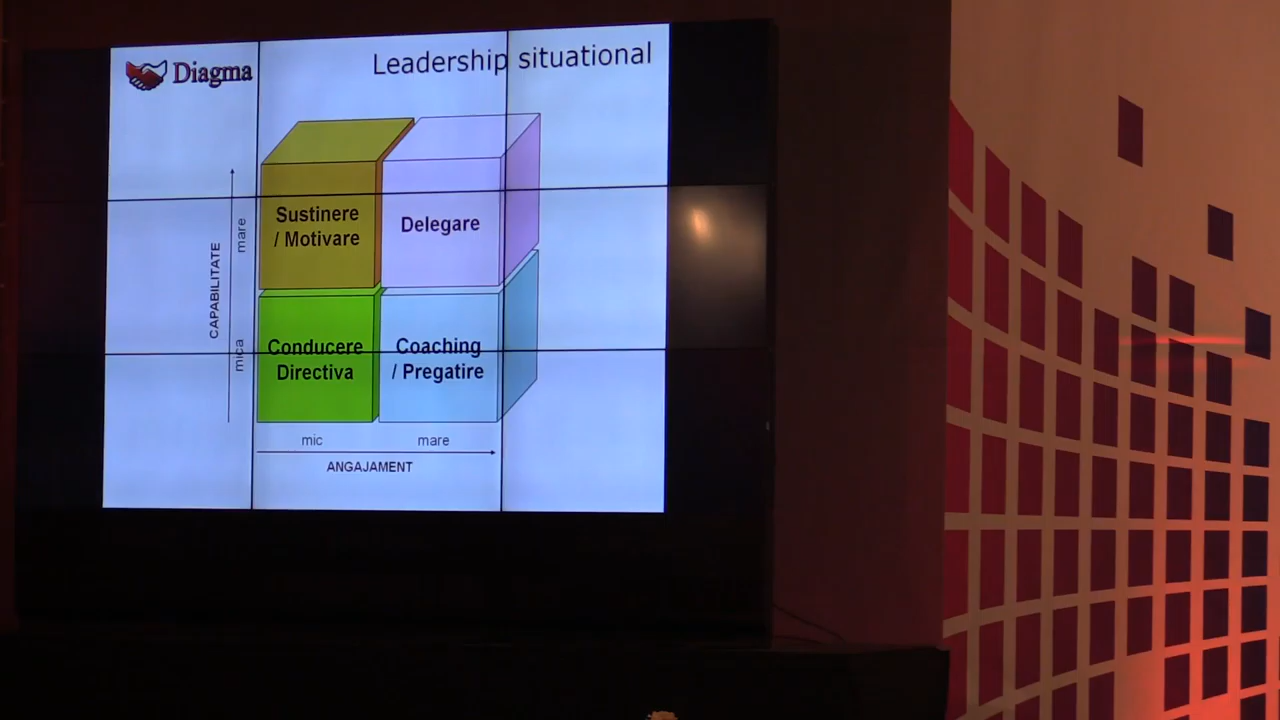 Diagma
Leadership situational
Sustinere
/ Motivare
Delegare
Conducere
Directiva
Coaching
/ Pregatire
CAPABILITATE
mare
mica
mic
mare
ANGAJAMENT